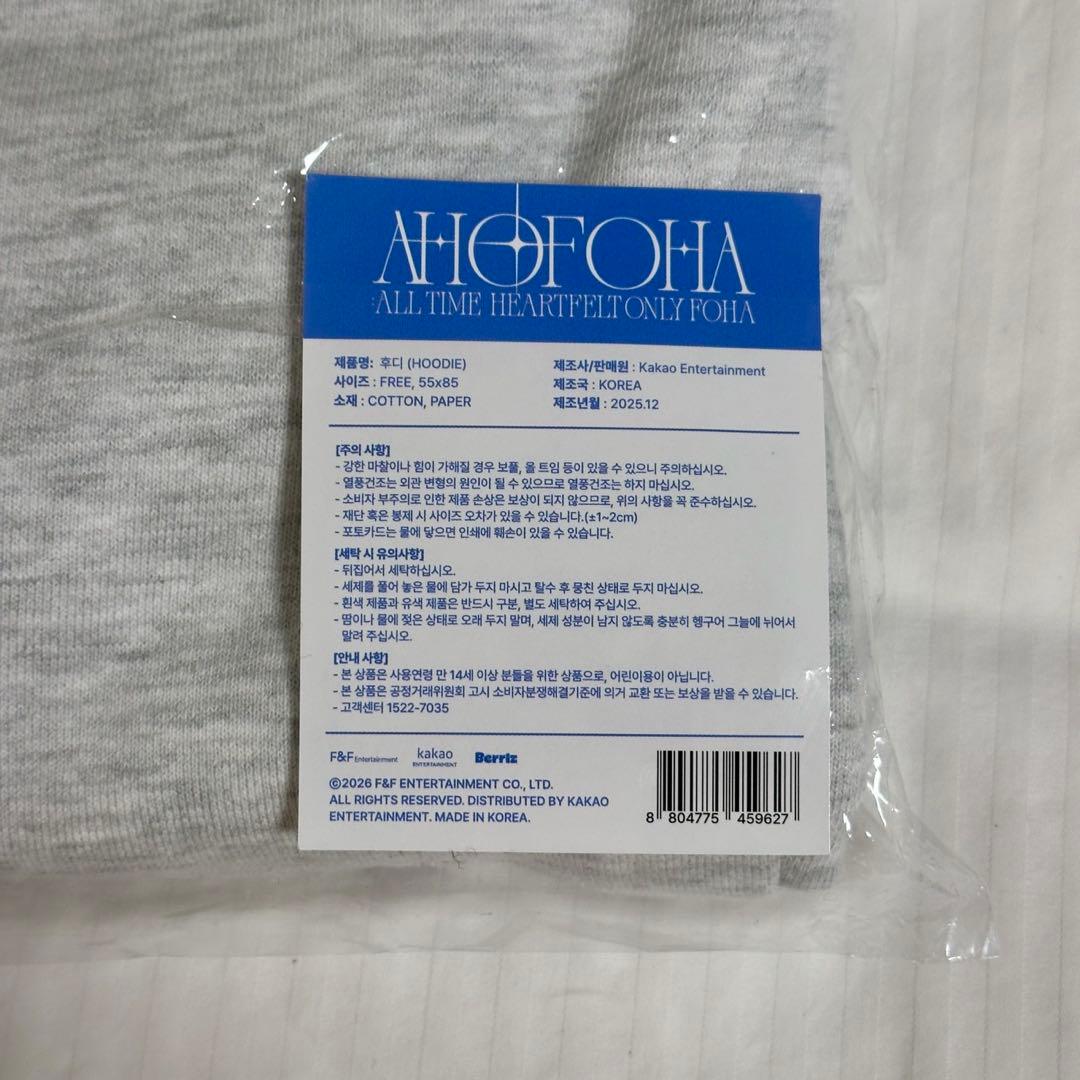 AHOFOHA
:ALL TIME HEARTFELT ONLY FOHA
제품명: 후디 (HOODIE)
사이즈 : FREE, 55x85
소재 : COTTON, PAPER
제조사/판매원 : Kakao Entertainment
제조국 : KOREA
제조년월 : 2025.12
[주의 사항]
- 강한 마찰이나 힘이 가해질 경우 보풀, 올 트임 등이 있을 수 있으니 주의하십시오.
- 열풍건조는 외관 변형의 원인이 될 수 있으므로 열풍건조는 하지 마십시오.
- 소비자 부주의로 인한 제품 손상은 보상이 되지 않으므로, 위의 사항을 꼭 준수하십시오.
- 재단 혹은 봉제 시 사이즈 오차가 있을 수 있습니다.(±1~2cm)
- 포토카드는 물에 닿으면 인쇄에 훼손이 있을 수 있습니다.
[세탁 시 유의사항]
- 뒤집어서 세탁하십시오.
- 세제를 풀어 놓은 물에 담가 두지 마시고 탈수 후 뭉친 상태로 두지 마십시오.
- 흰색 제품과 유색 제품은 반드시 구분, 별도 세탁하여 주십시오.
- 땀이나 물에 젖은 상태로 오래 두지 말며, 세제 성분이 남지 않도록 충분히 헹구어 그늘에 뉘어서
말려 주십시오.
[안내 사항]
- 본 상품은 사용연령 만 14세 이상 분들을 위한 상품으로, 어린이용이 아닙니다.
- 본 상품은 공정거래위원회 고시 소비자분쟁해결기준에 의거 교환 또는 보상을 받을 수 있습니다.
- 고객센터 1522-7035
F&F Entertainment
kakao
ENTERTAINMENT
Berriz
©2026 F&F ENTERTAINMENT CO., LTD.
ALL RIGHTS RESERVED. DISTRIBUTED BY KAKAO
ENTERTAINMENT. MADE IN KOREA.
8 804775 459627